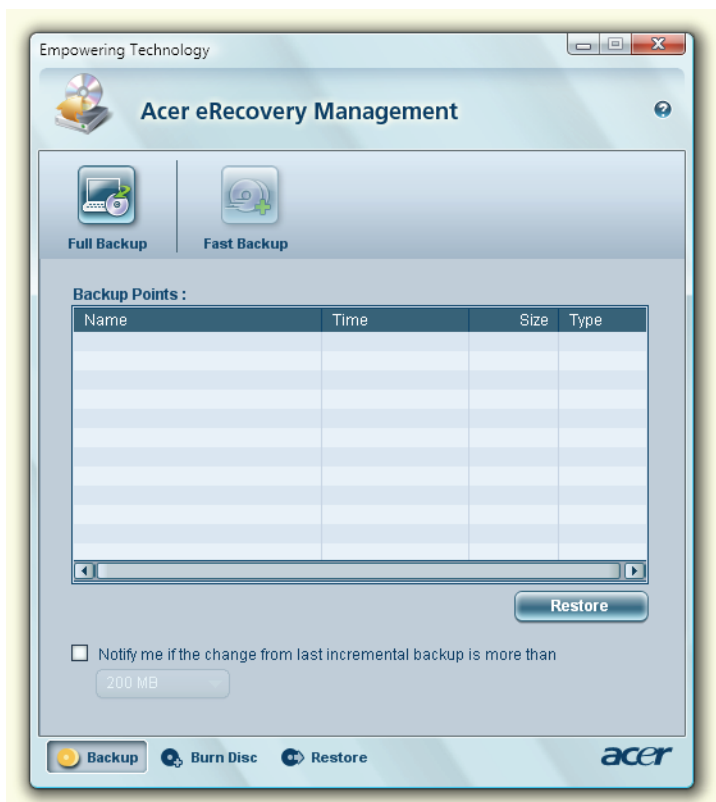 Empowering Technology
Acer eRecovery Management
Full Backup
Fast Backup
Backup Points :
Name Time Size Type
Restore
Notify me if the change from last incremental backup is more than
200 MB
Backup Burn Disc Restore acer